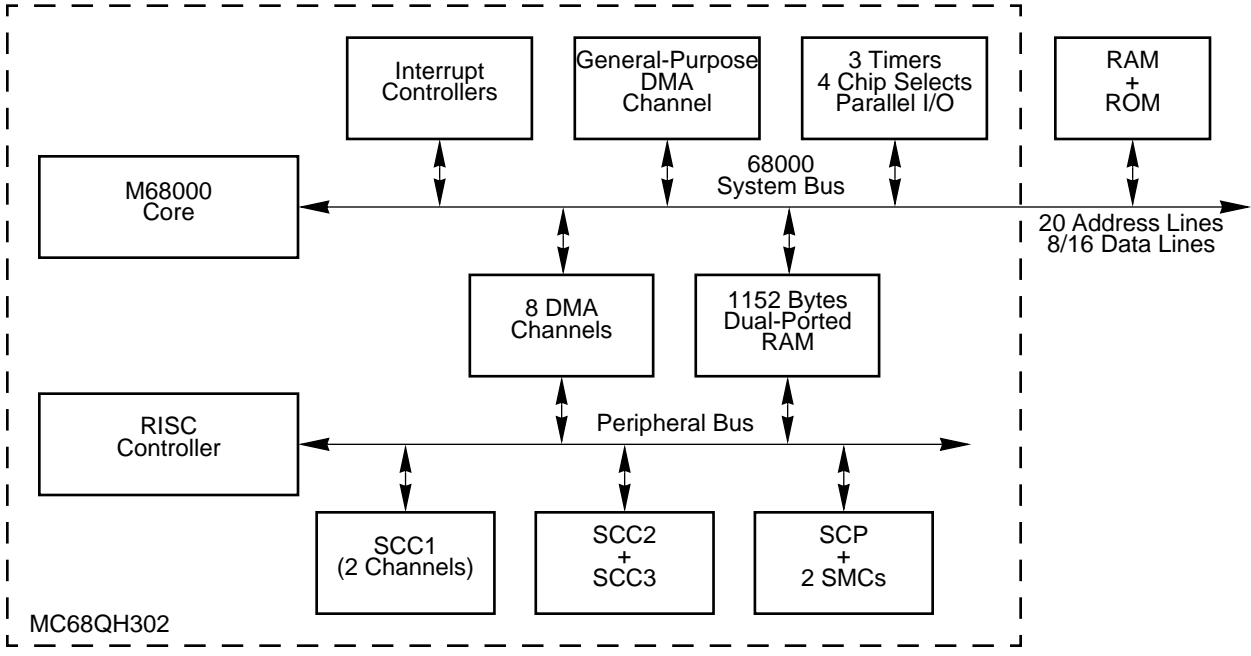 Interrupt
Controllers
General-Purpose
DMA
Channel
3 Timers
4 Chip Selects
Parallel I/O
RAM
+
ROM
M68000
Core
68000
System Bus
20 Address Lines
8/16 Data Lines
8 DMA
Channels
1152 Bytes
Dual-Ported
RAM
RISC
Controller
Peripheral Bus
SCC1
(2 Channels)
SCC2
+
SCC3
SCP
+
2 SMCs
MC68QH302